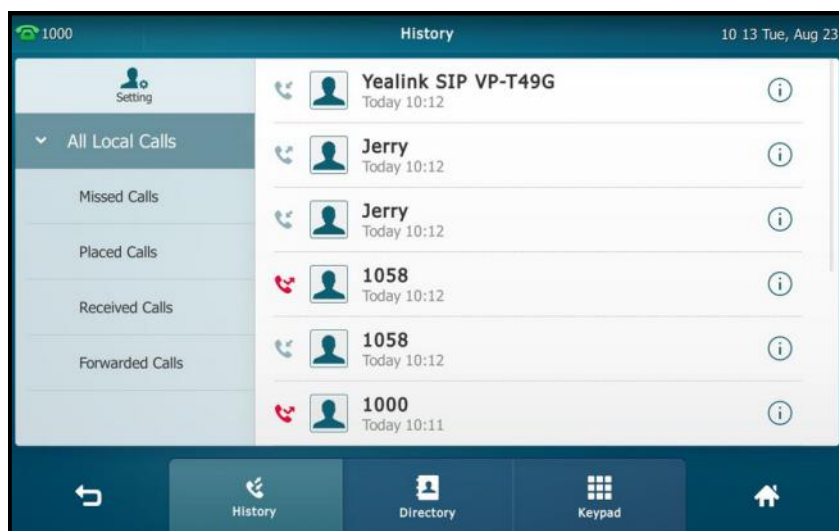 1000
History
10 13 Tue, Aug 23
Setting
All Local Calls
Missed Calls
Placed Calls
Received Calls
Forwarded Calls
Yealink SIP VP-T49G
Today 10:12
Jerry
Today 10:12
Jerry
Today 10:12
1058
Today 10:12
1058
Today 10:12
1000
Today 10:11
History
Directory
Keypad